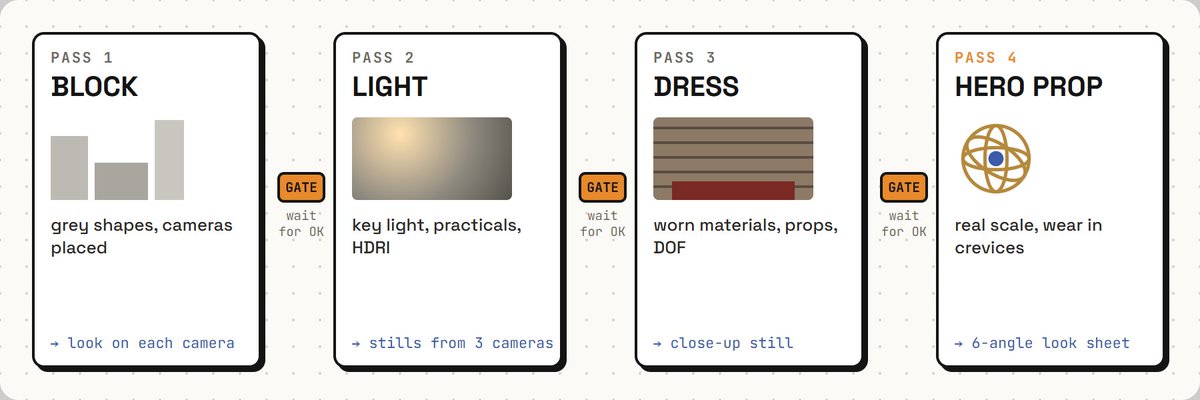 PASS 1
BLOCK
grey shapes, cameras
placed
→ look on each camera
GATE
wait
for OK
PASS 2
LIGHT
key light, practicals,
HDRI
→ stills from 3 cameras
GATE
wait
for OK
PASS 3
DRESS
worn materials, props,
DOF
→ close-up still
GATE
wait
for OK
PASS 4
HERO PROP
real scale, wear in
crevices
→ 6-angle look sheet